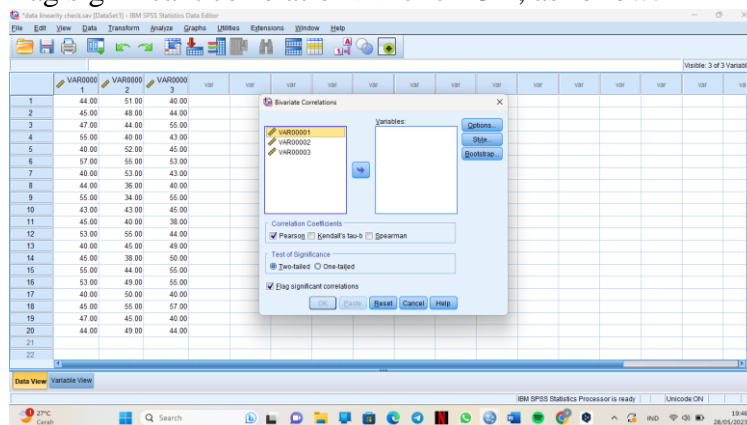 *data linearity check.sav [DataSet1] - IBM SPSS Statistics Data Editor
File Edit View Data Transform Analyze Graphs Utilities Extensions Window Help
Visible: 3 of 3 Variabl
VAR00001 VAR00002 VAR00003 var var var var var var var var var var var
1 44.00 51.00 40.00
2 45.00 48.00 44.00
3 47.00 44.00 55.00
4 55.00 40.00 43.00
5 40.00 52.00 45.00
6 57.00 55.00 53.00
7 40.00 53.00 43.00
8 44.00 36.00 40.00
9 55.00 34.00 55.00
10 43.00 43.00 45.00
11 45.00 40.00 38.00
12 53.00 55.00 44.00
13 40.00 45.00 49.00
14 45.00 38.00 50.00
15 55.00 44.00 55.00
16 53.00 49.00 55.00
17 40.00 50.00 40.00
18 45.00 55.00 57.00
19 47.00 45.00 40.00
20 44.00 49.00 44.00
21
22
Bivariate Correlations
Variables:
VAR00001
VAR00002
VAR00003
Options...
Style...
Bootstrap...
Correlation Coefficients
Pearson Kendall's tau-b Spearman
Test of Significance
Two-tailed One-tailed
Flag significant correlations
OK Paste Reset Cancel Help
Data View Variable View
IBM SPSS Statistics Processor is ready Unicode:ON
27°C
Cerah
Search
IND
19:46
28/05/2023